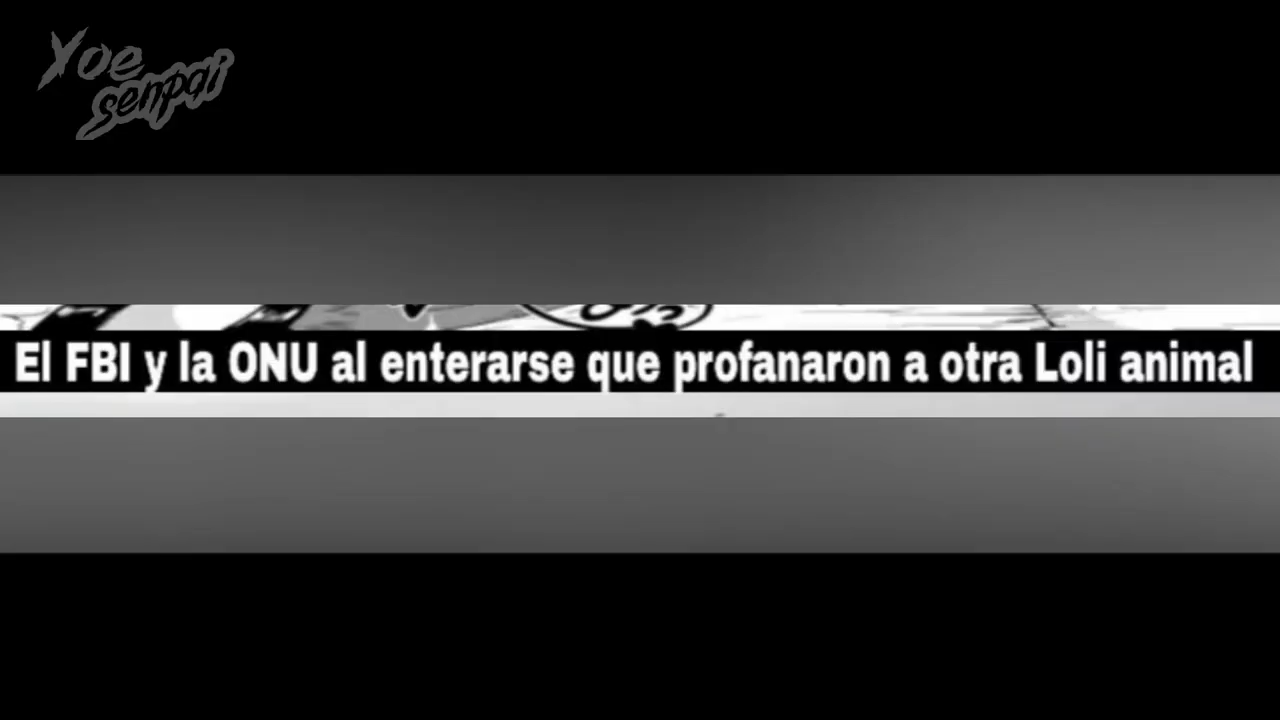 Yoe
senpai
El FBI y la ONU al enterarse que profanaron a otra Loli animal